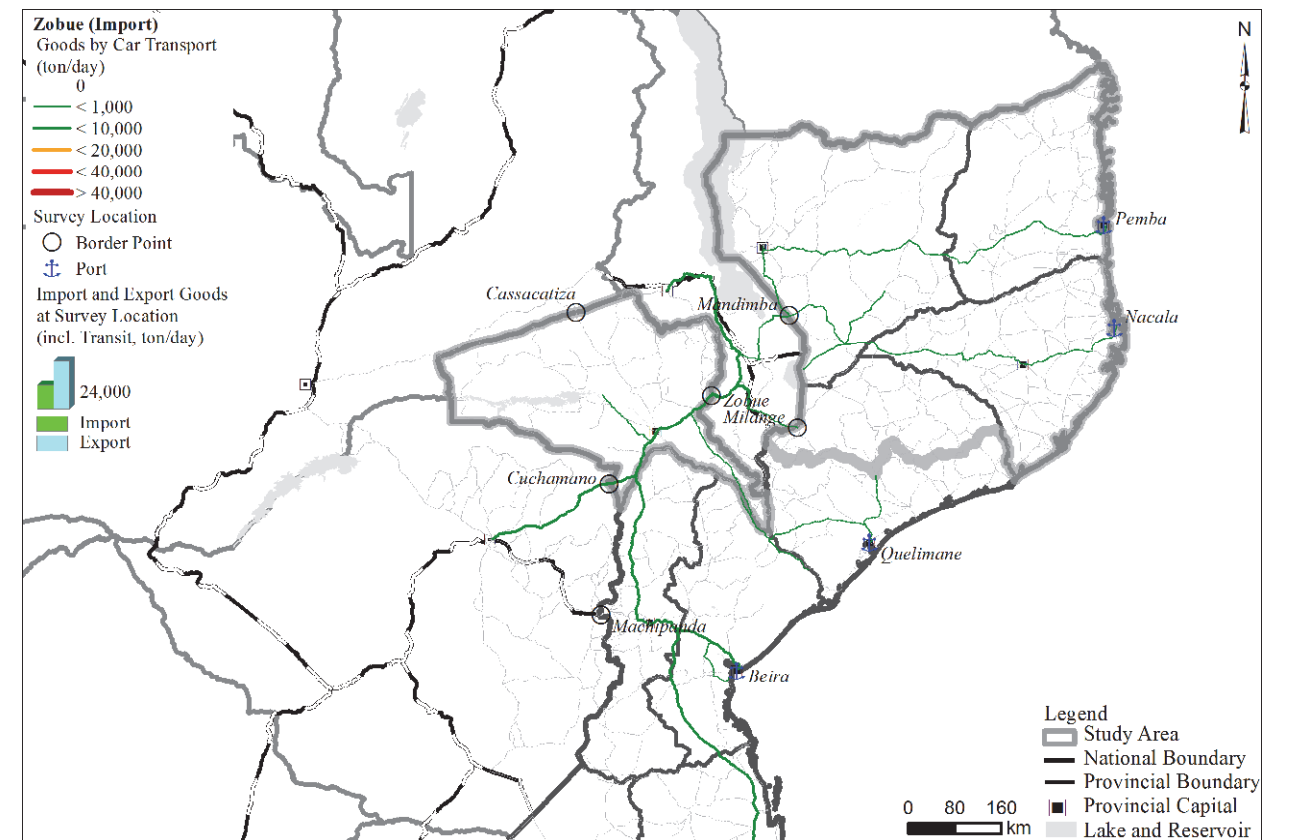 Zobue (Import)
Goods by Car Transport
(ton/day)
0
< 1,000
< 10,000
< 20,000
< 40,000
> 40,000
Survey Location
Border Point
Port
Import and Export Goods
at Survey Location
(incl. Transit, ton/day)
24,000
Import
Export
N
Pemba
Cassacatiza
Mandimba
Nacala
Zobue
Milange
Cuchamano
Quelimane
Machipanda
Beira
Legend
Study Area
National Boundary
Provincial Boundary
Provincial Capital
Lake and Reservoir
0 80 160
km